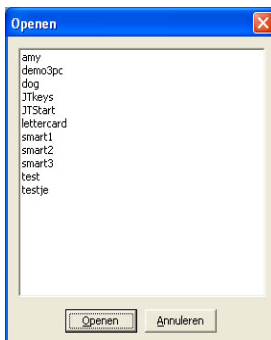 Openen
amy
demo3pc
dog
JTkeys
JTStart
lettercard
smart1
smart2
smart3
test
testje
Openen
Annuleren